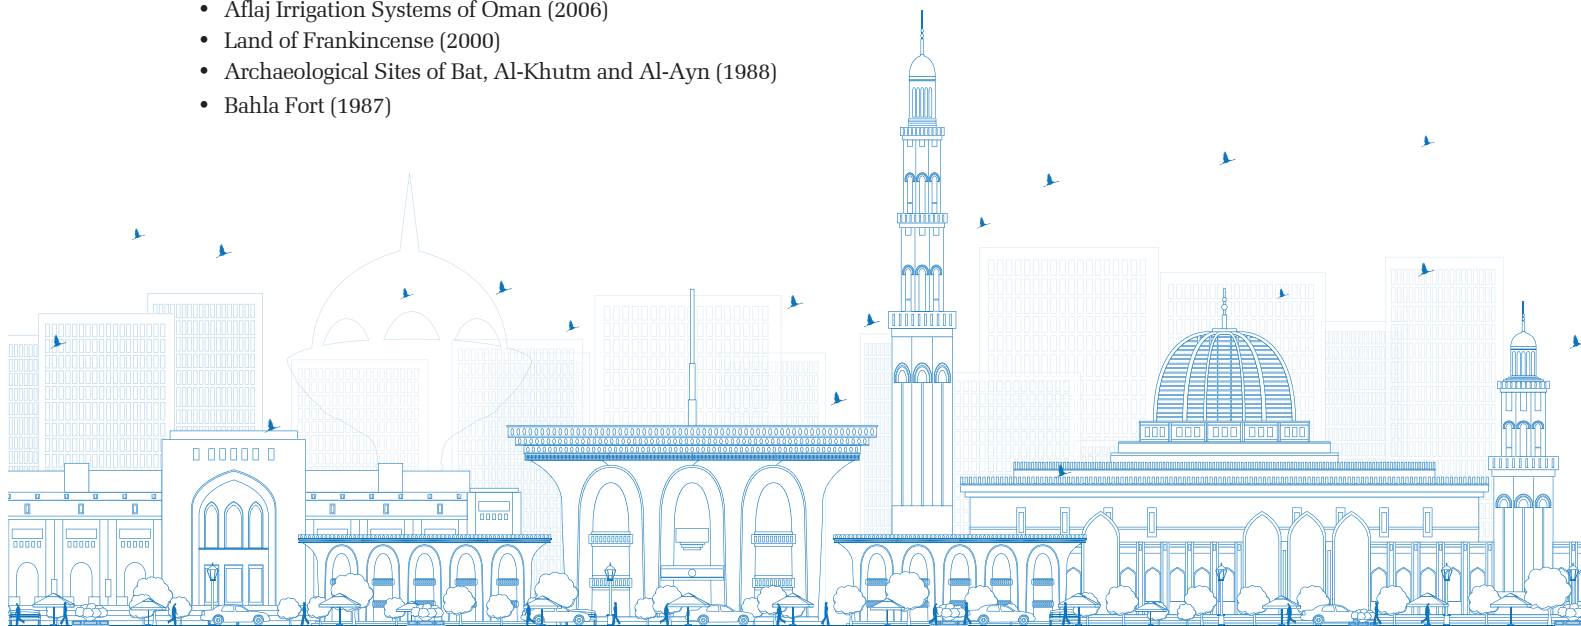 • Aflaj Irrigation Systems of Oman (2006)
• Land of Frankincense (2000)
• Archaeological Sites of Bat, Al-Khutm and Al-Ayn (1988)
• Bahla Fort (1987)